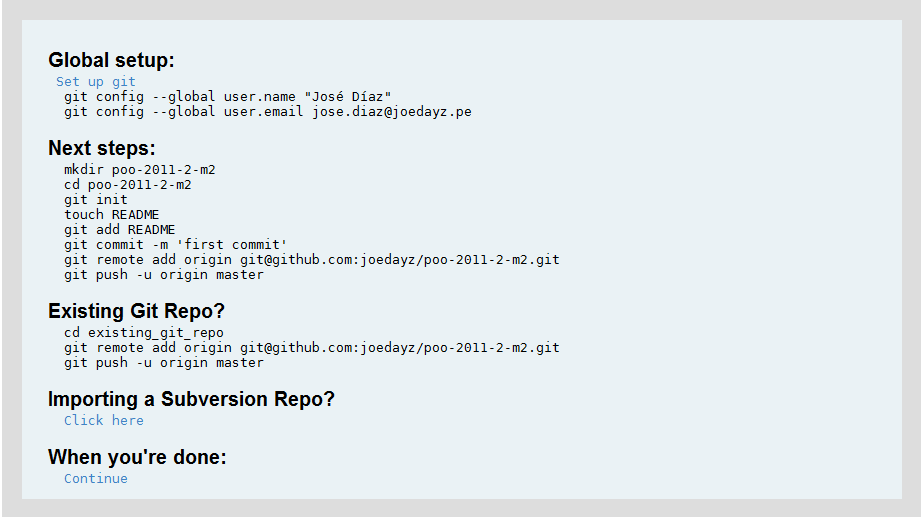 Global setup:
Set up git
git config --global user.name "José Díaz"
git config --global user.email jose.diaz@joedayz.pe
Next steps:
mkdir poo-2011-2-m2
cd poo-2011-2-m2
git init
touch README
git add README
git commit -m 'first commit'
git remote add origin git@github.com:joedayz/poo-2011-2-m2.git
git push -u origin master
Existing Git Repo?
cd existing_git_repo
git remote add origin git@github.com:joedayz/poo-2011-2-m2.git
git push -u origin master
Importing a Subversion Repo?
Click here
When you're done:
Continue